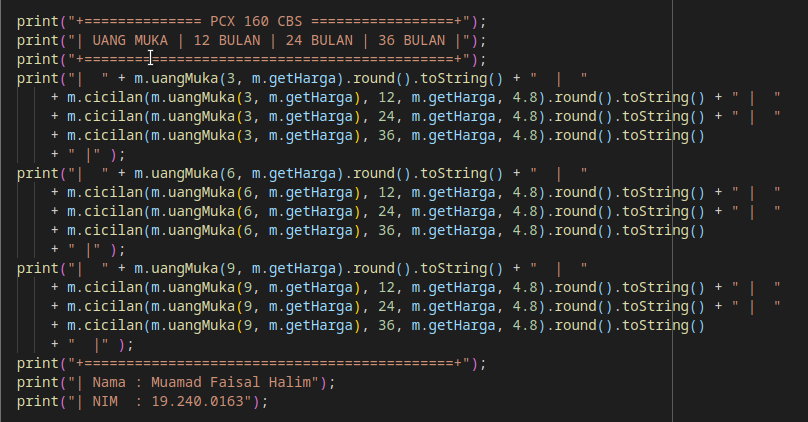 print("+============== PCX 160 CBS =================+");
print("| UANG MUKA | 12 BULAN | 24 BULAN | 36 BULAN |");
print("+============================================+");
print("|  " + m.uangMuka(3, m.getHarga).round().toString() + "  |  "
    + m.cicilan(m.uangMuka(3, m.getHarga), 12, m.getHarga, 4.8).round().toString() + " |  "
    + m.cicilan(m.uangMuka(3, m.getHarga), 24, m.getHarga, 4.8).round().toString() + " |  "
    + m.cicilan(m.uangMuka(3, m.getHarga), 36, m.getHarga, 4.8).round().toString()
    + " |" );
print("|  " + m.uangMuka(6, m.getHarga).round().toString() + "  |  "
    + m.cicilan(m.uangMuka(6, m.getHarga), 12, m.getHarga, 4.8).round().toString() + " |  "
    + m.cicilan(m.uangMuka(6, m.getHarga), 24, m.getHarga, 4.8).round().toString() + " |  "
    + m.cicilan(m.uangMuka(6, m.getHarga), 36, m.getHarga, 4.8).round().toString()
    + " |" );
print("|  " + m.uangMuka(9, m.getHarga).round().toString() + "  |  "
    + m.cicilan(m.uangMuka(9, m.getHarga), 12, m.getHarga, 4.8).round().toString() + " |  "
    + m.cicilan(m.uangMuka(9, m.getHarga), 24, m.getHarga, 4.8).round().toString() + " |  "
    + m.cicilan(m.uangMuka(9, m.getHarga), 36, m.getHarga, 4.8).round().toString()
    + "  |" );
print("+============================================+");
print("| Nama : Muamad Faisal Halim");
print("| NIM  : 19.240.0163");